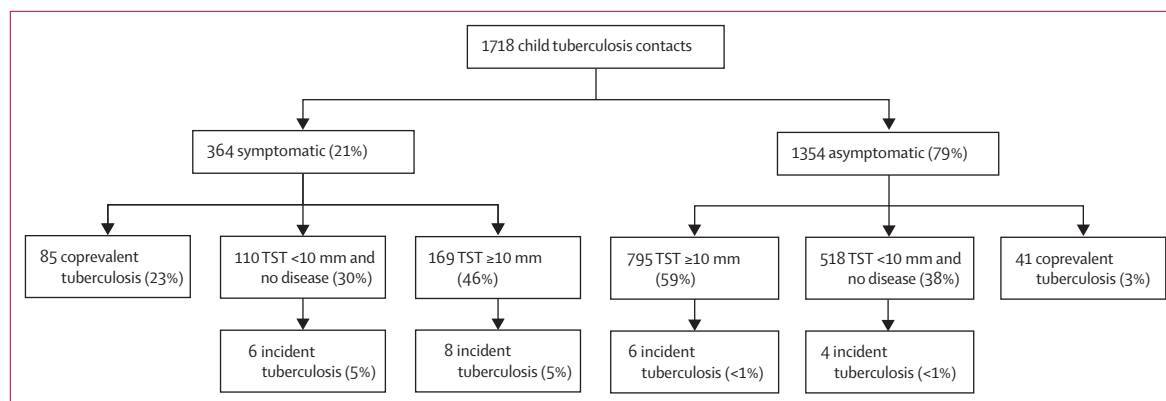 1718 child tuberculosis contacts
364 symptomatic (21%)
1354 asymptomatic (79%)
85 coprevalent
tuberculosis (23%)
110 TST <10 mm and
no disease (30%)
169 TST ≥10 mm
(46%)
795 TST ≥10 mm
(59%)
518 TST <10 mm and
no disease (38%)
41 coprevalent
tuberculosis (3%)
6 incident
tuberculosis (5%)
8 incident
tuberculosis (5%)
6 incident
tuberculosis (<1%)
4 incident
tuberculosis (<1%)